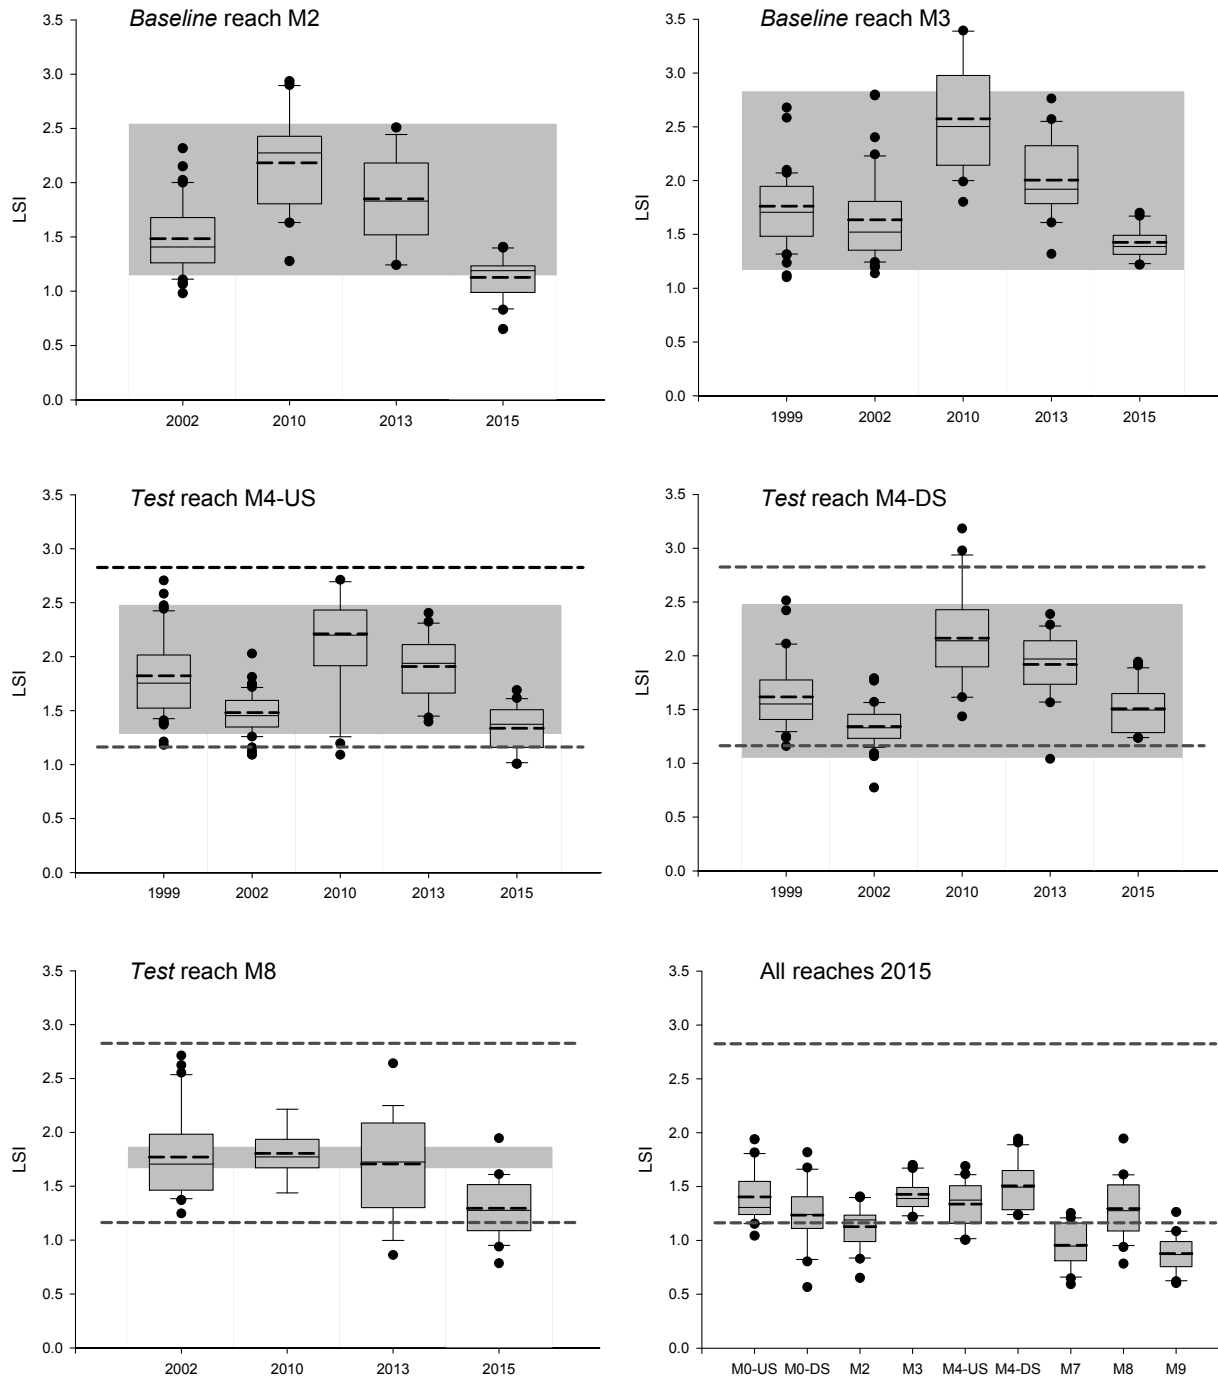 Baseline reach M2
LSI
3.5
3.0
2.5
2.0
1.5
1.0
0.5
0.0
2002 2010 2013 2015
Baseline reach M3
LSI
3.5
3.0
2.5
2.0
1.5
1.0
0.5
0.0
1999 2002 2010 2013 2015
Test reach M4-US
LSI
3.5
3.0
2.5
2.0
1.5
1.0
0.5
0.0
1999 2002 2010 2013 2015
Test reach M4-DS
LSI
3.5
3.0
2.5
2.0
1.5
1.0
0.5
0.0
1999 2002 2010 2013 2015
Test reach M8
LSI
3.5
3.0
2.5
2.0
1.5
1.0
0.5
0.0
2002 2010 2013 2015
All reaches 2015
LSI
3.5
3.0
2.5
2.0
1.5
1.0
0.5
0.0
M0-US M0-DS M2 M3 M4-US M4-DS M7 M8 M9